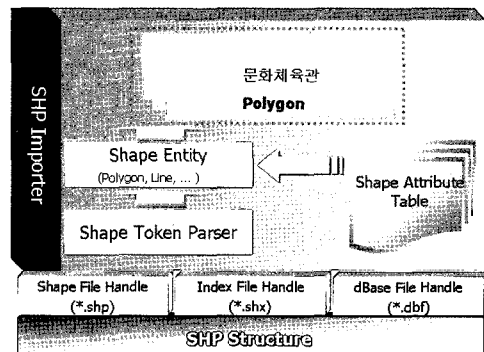 SHP Importer
문화체육관
Polygon
Shape Entity
(Polygon, Line, ... )
Shape Attribute
Table
Shape Token Parser
Shape File Handle
(*.shp)
Index File Handle
(*.shx)
dBase File Handle
(*.dbf)
SHP Structure